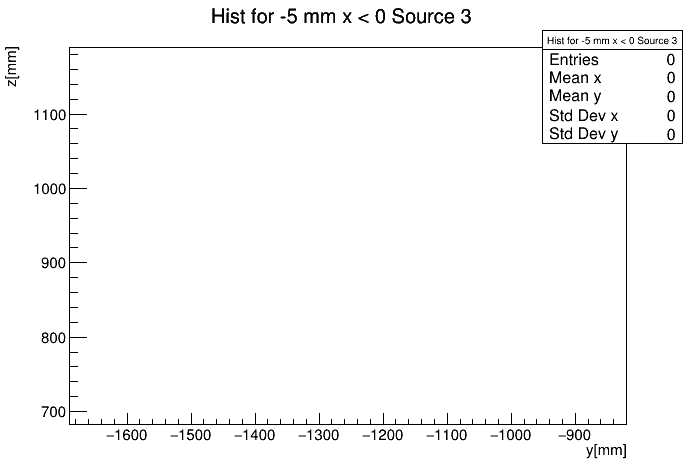 Hist for -5 mm x < 0 Source 3
Hist for -5 mm x < 0 Source 3
Entries 0
Mean x 0
Mean y 0
Std Dev x 0
Std Dev y 0
z[mm]
1100
1000
900
800
700
−1600 −1500 −1400 −1300 −1200 −1100 −1000 −900
y[mm]